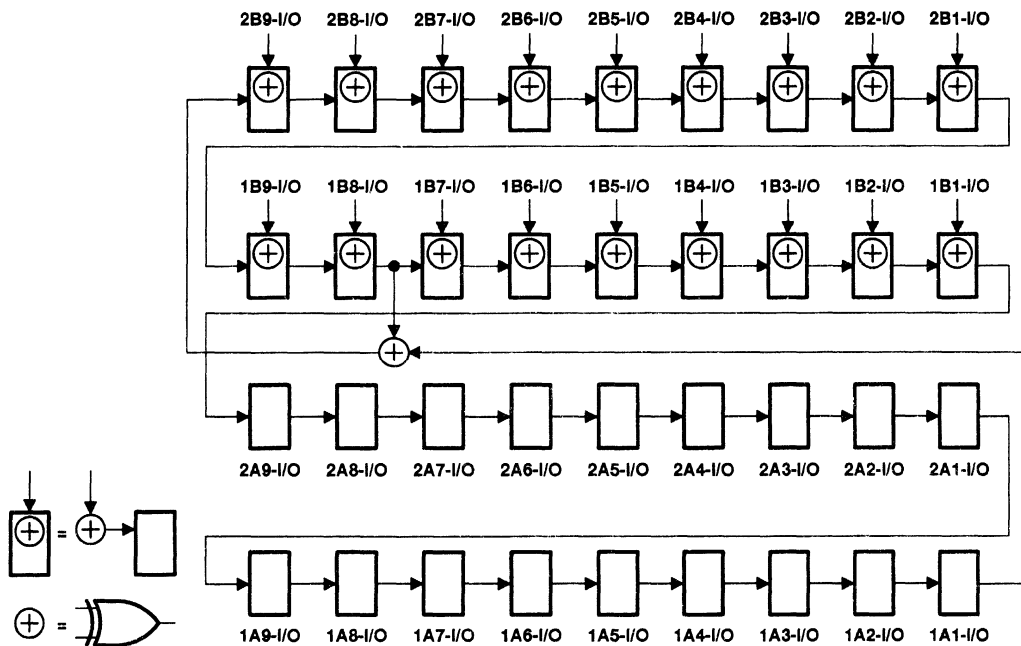 2B9-I/O 2B8-I/O 2B7-I/O 2B6-I/O 2B5-I/O 2B4-I/O 2B3-I/O 2B2-I/O 2B1-I/O
1B9-I/O 1B8-I/O 1B7-I/O 1B6-I/O 1B5-I/O 1B4-I/O 1B3-I/O 1B2-I/O 1B1-I/O
2A9-I/O 2A8-I/O 2A7-I/O 2A6-I/O 2A5-I/O 2A4-I/O 2A3-I/O 2A2-I/O 2A1-I/O
=
=
1A9-I/O 1A8-I/O 1A7-I/O 1A6-I/O 1A5-I/O 1A4-I/O 1A3-I/O 1A2-I/O 1A1-I/O